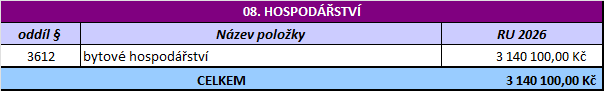 08. HOSPODÁŘSTVÍ
oddíl § Název položky RU 2026
3612 bytové hospodářství 3 140 100,00 Kč
CELKEM 3 140 100,00 Kč